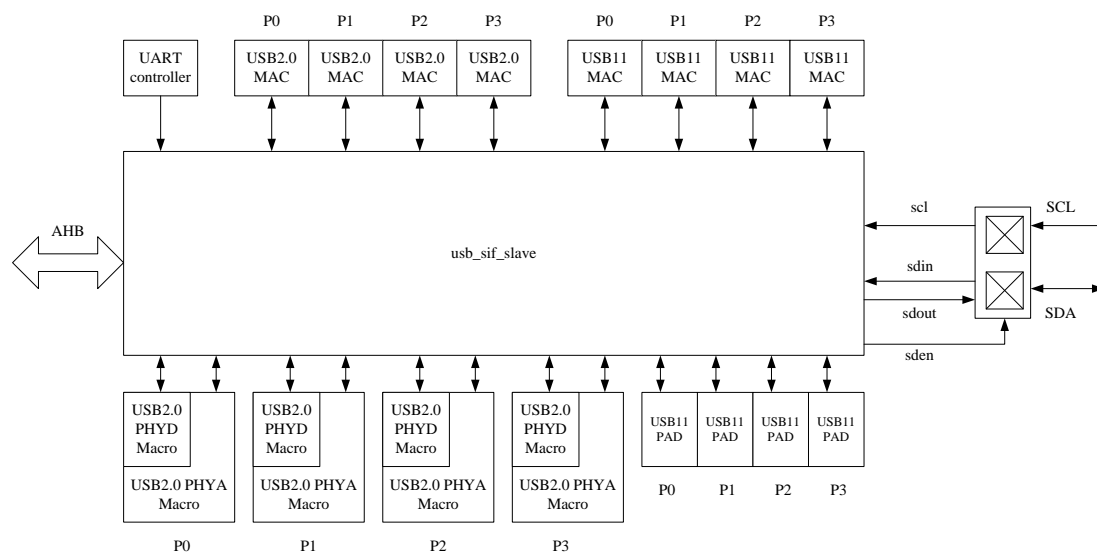 P0 P1 P2 P3 P0 P1 P2 P3
UART controller
USB2.0 MAC
USB2.0 MAC
USB2.0 MAC
USB2.0 MAC
USB11 MAC
USB11 MAC
USB11 MAC
USB11 MAC
AHB
usb_sif_slave
scl
SCL
sdin
sdout
SDA
sden
USB2.0 PHYD Macro
USB2.0 PHYA Macro
USB2.0 PHYD Macro
USB2.0 PHYA Macro
USB2.0 PHYD Macro
USB2.0 PHYA Macro
USB2.0 PHYD Macro
USB2.0 PHYA Macro
USB11 PAD
USB11 PAD
USB11 PAD
USB11 PAD
P0 P1 P2 P3
P0 P1 P2 P3